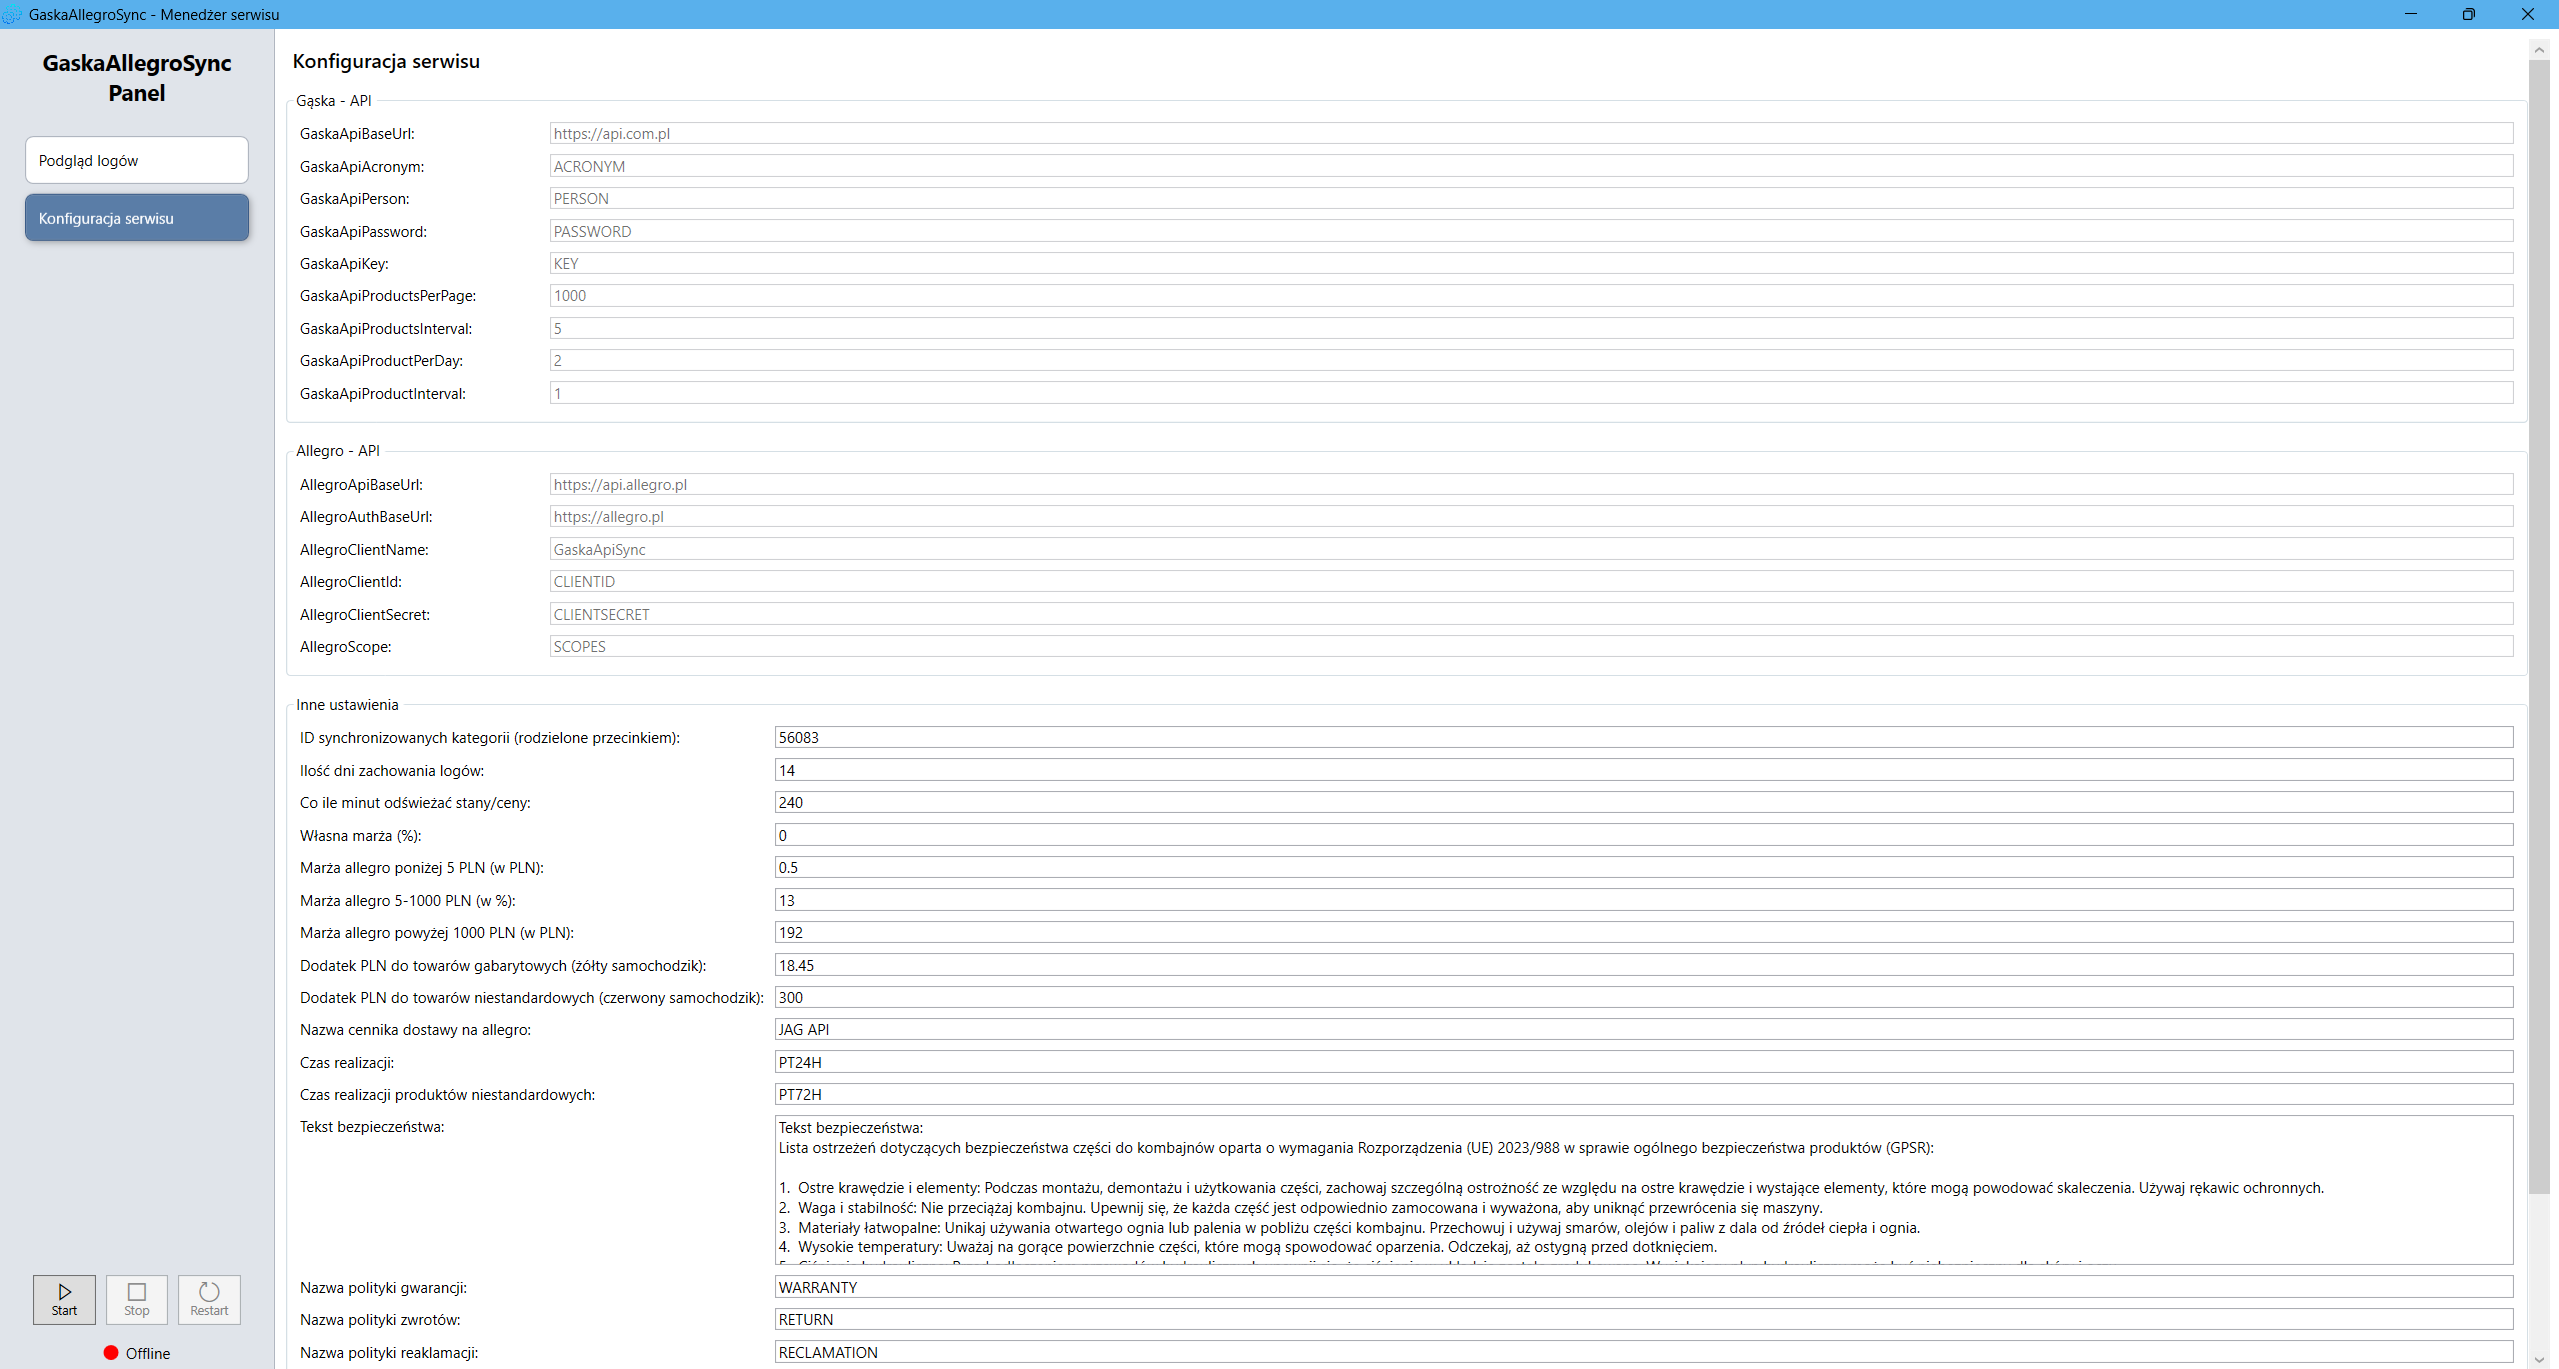 GaskaAllegroSync - Menedżer serwisu
GaskaAllegroSync
Panel
Podgląd logów
Konfiguracja serwisu
Konfiguracja serwisu
Gąska - API
GaskaApiBaseUrl: https://api.com.pl
GaskaApiAcronym: ACRONYM
GaskaApiPerson: PERSON
GaskaApiPassword: PASSWORD
GaskaApiKey: KEY
GaskaApiProductsPerPage: 1000
GaskaApiProductsInterval: 5
GaskaApiProductPerDay: 2
GaskaApiProductInterval: 1
Allegro - API
AllegroApiBaseUrl: https://api.allegro.pl
AllegroAuthBaseUrl: https://allegro.pl
AllegroClientName: GaskaApiSync
AllegroClientId: CLIENTID
AllegroClientSecret: CLIENTSECRET
AllegroScope: SCOPES
Inne ustawienia
ID synchronizowanych kategorii (rodzielone przecinkiem): 56083
Ilość dni zachowania logów: 14
Co ile minut odświeżać stany/ceny: 240
Własna marża (%): 0
Marża allegro poniżej 5 PLN (w PLN): 0.5
Marża allegro 5-1000 PLN (w %): 13
Marża allegro powyżej 1000 PLN (w PLN): 192
Dodatek PLN do towarów gabarytowych (żółty samochodzik): 18.45
Dodatek PLN do towarów niestandardowych (czerwony samochodzik): 300
Nazwa cennika dostawy na allegro: JAG API
Czas realizacji: PT24H
Czas realizacji produktów niestandardowych: PT72H
Tekst bezpieczeństwa: Tekst bezpieczeństwa:
Lista ostrzeżeń dotyczących bezpieczeństwa części do kombajnów oparta o wymagania Rozporządzenia (UE) 2023/988 w sprawie ogólnego bezpieczeństwa produktów (GPSR):
1. Ostre krawędzie i elementy: Podczas montażu, demontażu i użytkowania części, zachowaj szczególną ostrożność ze względu na ostre krawędzie i wystające elementy, które mogą powodować skaleczenia. Używaj rękawic ochronnych.
2. Waga i stabilność: Nie przeciążaj kombajnu. Upewnij się, że każda część jest odpowiednio zamocowana i wyważona, aby uniknąć przewrócenia się maszyny.
3. Materiały łatwopalne: Unikaj używania otwartego ognia lub palenia w pobliżu części kombajnu. Przechowuj i używaj smarów, olejów i paliw z dala od źródeł ciepła i ognia.
4. Wysokie temperatury: Uważaj na gorące powierzchnie części, które mogą spowodować oparzenia. Odczekaj, aż ostygną przed dotknięciem.
Nazwa polityki gwarancji: WARRANTY
Nazwa polityki zwrotów: RETURN
Nazwa polityki reaklamacji: RECLAMATION
Start
Stop
Restart
Offline